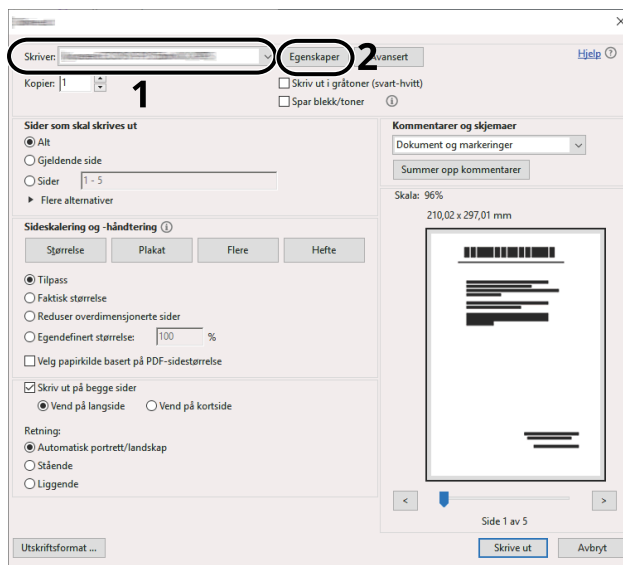 Skriver:
Egenskaper
2
Avansert
Hjelp
Kopier: 1
1
Skriv ut i gråtoner (svart-hvitt)
Spar blekk/toner
Sider som skal skrives ut
Alt
Gjeldende side
Sider 1 - 5
Flere alternativer
Kommentarer og skjemaer
Dokument og markeringer
Summer opp kommentarer
Skala: 96%
210,02 x 297,01 mm
Sideskalering og -håndtering
Størrelse Plakat Flere Hefte
Tilpass
Faktisk størrelse
Reduser overdimensjonerte sider
Egendefinert størrelse: 100 %
Velg papirkilde basert på PDF-sidestørrelse
Skriv ut på begge sider
Vend på langside Vend på kortside
Retning:
Automatisk portrett/landskap
Stående
Liggende
< >
Side 1 av 5
Utskriftsformat ...
Skrive ut Avbryt